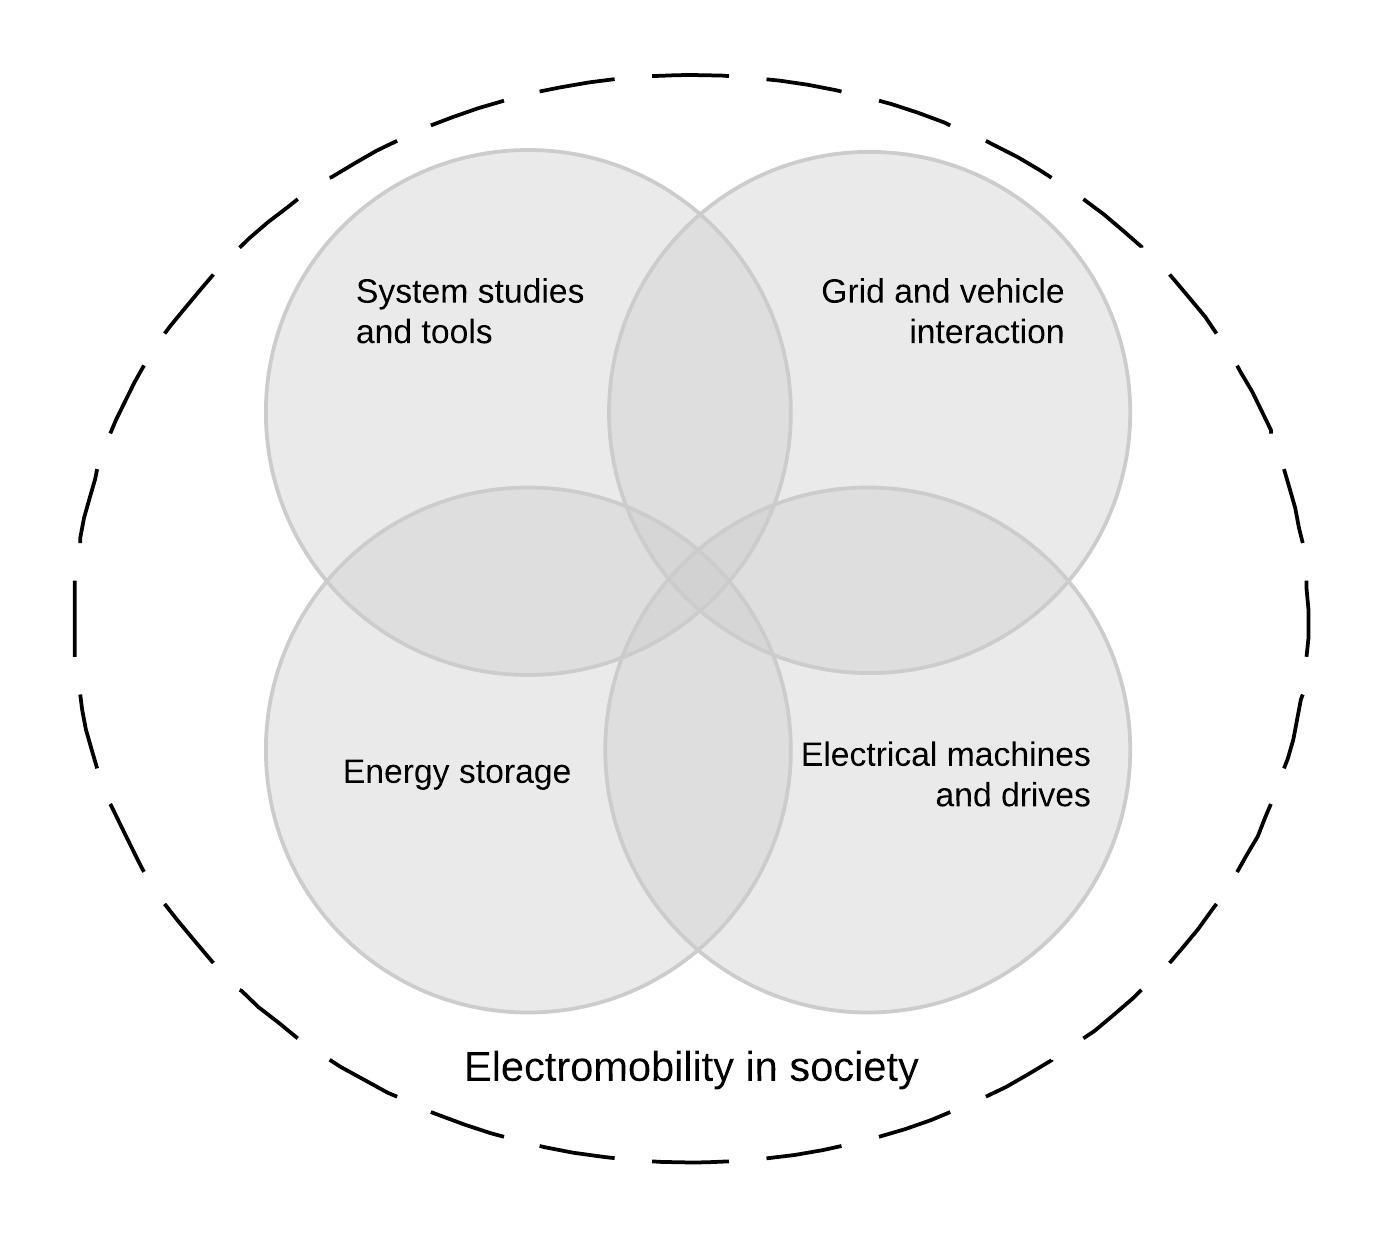 System studies
and tools
Grid and vehicle
interaction
Energy storage
Electrical machines
and drives
Electromobility in society